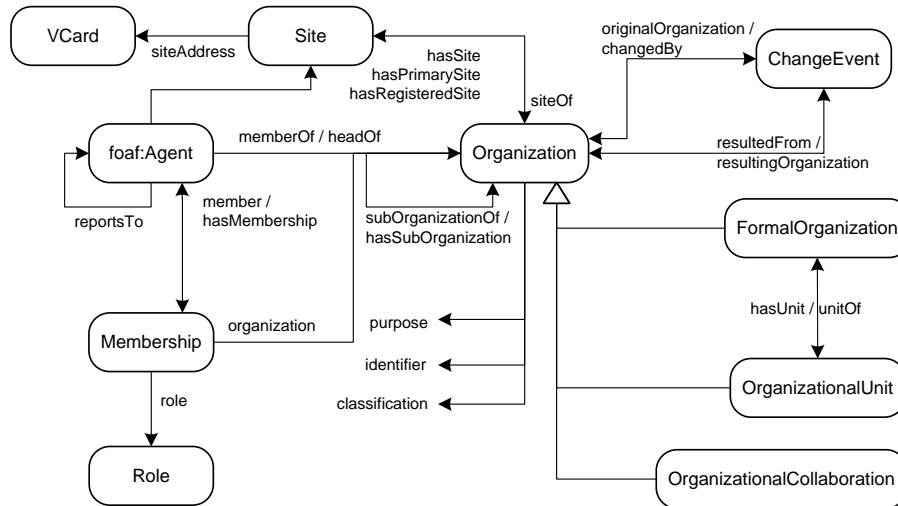 VCard
siteAddress
Site
hasSite
hasPrimarySite
hasRegisteredSite
siteOf
originalOrganization /
changedBy
ChangeEvent
foaf:Agent
memberOf / headOf
Organization
resultedFrom /
resultingOrganization
reportsTo
member /
hasMembership
subOrganizationOf /
hasSubOrganization
FormalOrganization
hasUnit / unitOf
Membership
organization
purpose
identifier
classification
OrganizationalUnit
role
Role
OrganizationalCollaboration